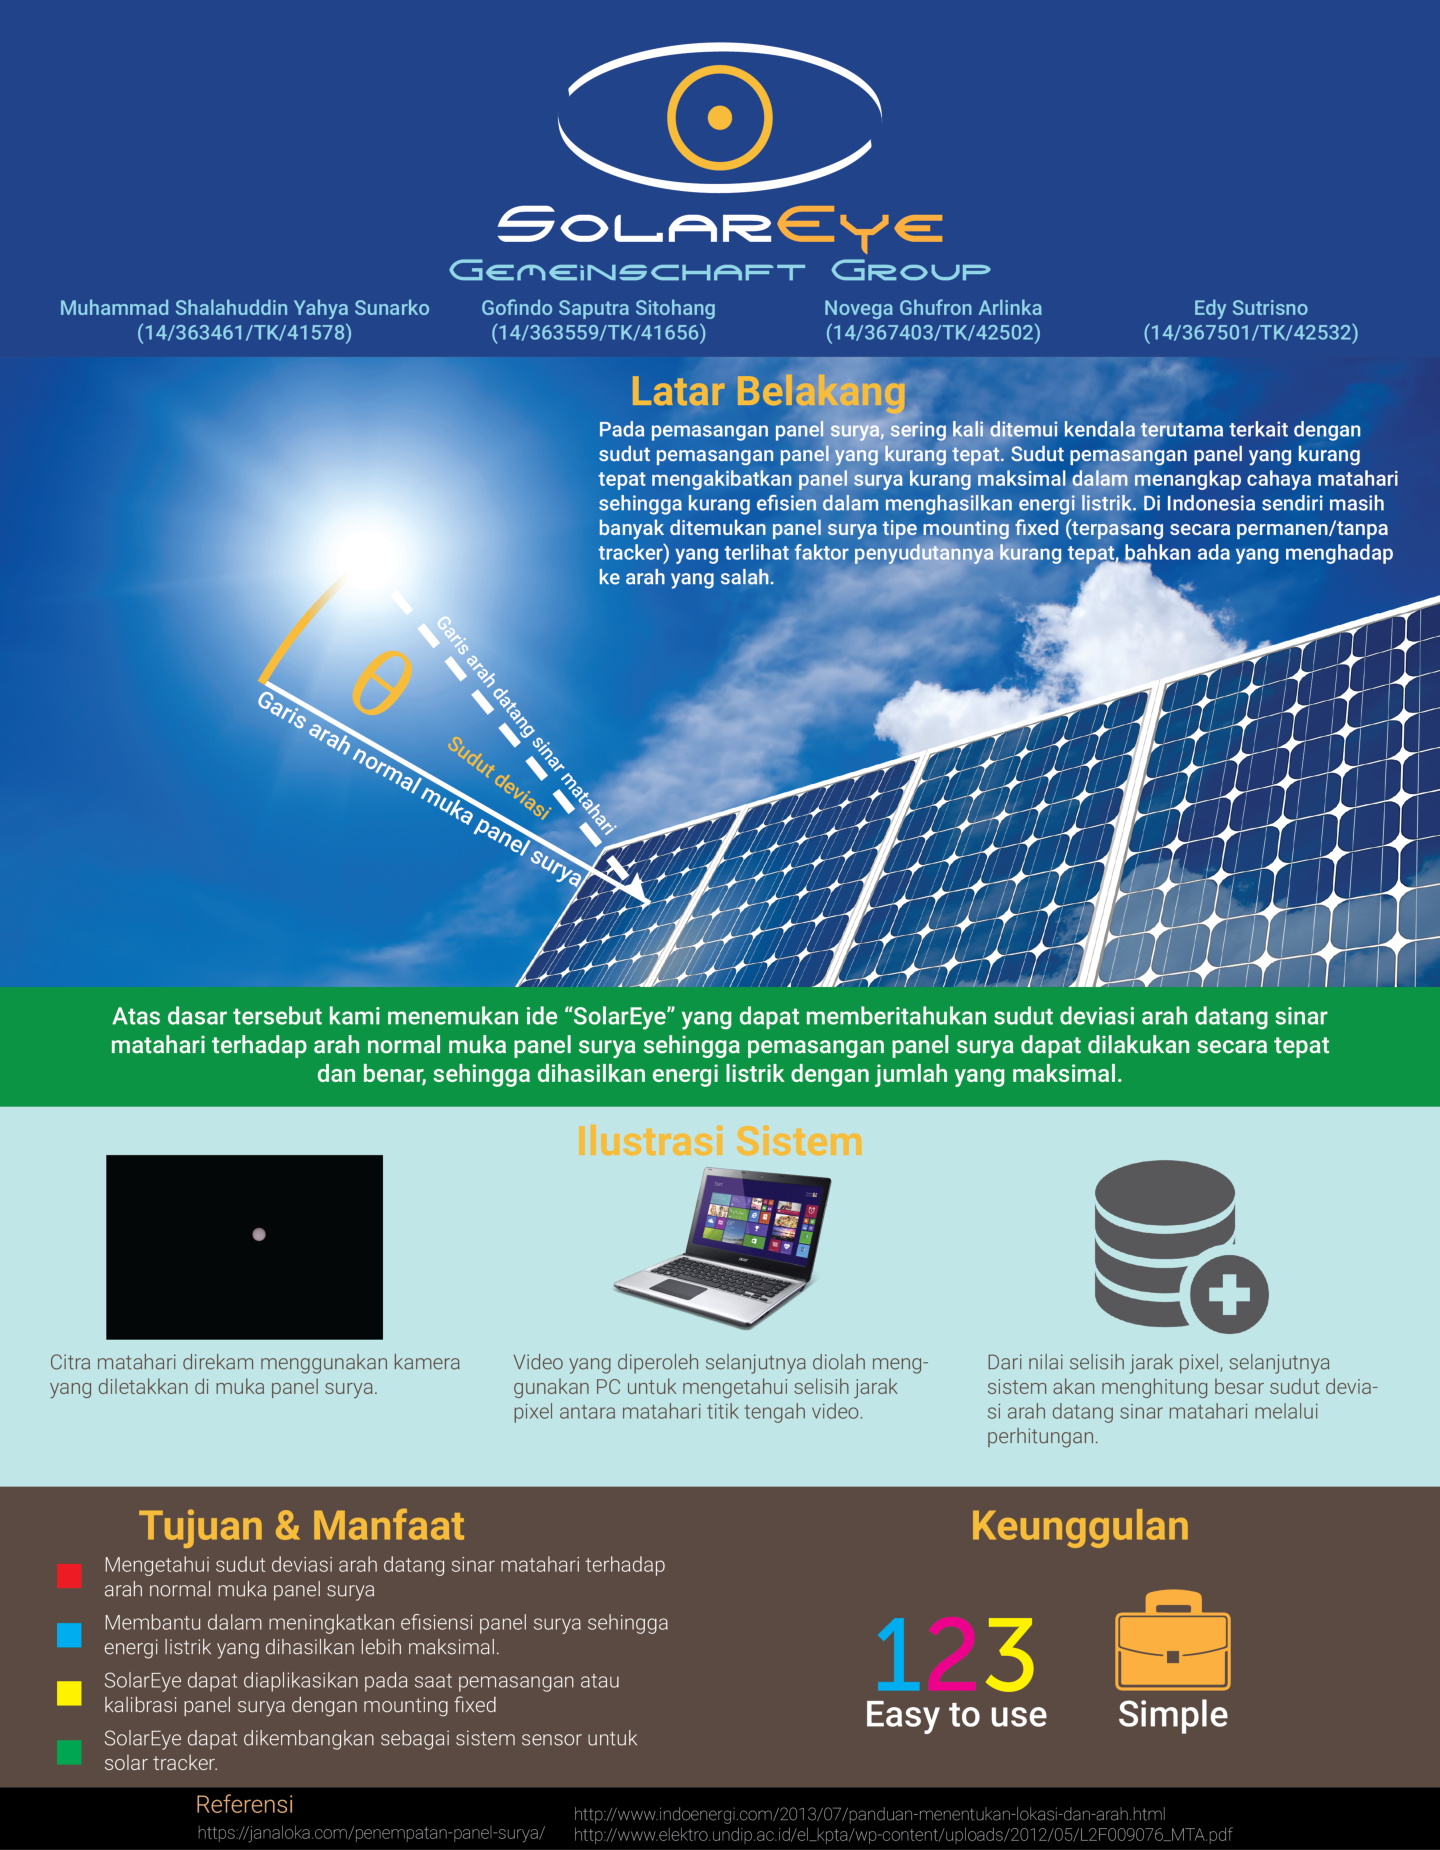 SolarEye
Gemeinschaft Group
Muhammad Shalahuddin Yahya Sunarko
(14/363461/TK/41578)
Gofindo Saputra Sitohang
(14/363559/TK/41656)
Novega Ghufron Arlinka
(14/367403/TK/42502)
Edy Sutrisno
(14/367501/TK/42532)
Latar Belakang
Pada pemasangan panel surya, sering kali ditemui kendala terutama terkait dengan
sudut pemasangan panel yang kurang tepat. Sudut pemasangan panel yang kurang
tepat mengakibatkan panel surya kurang maksimal dalam menangkap cahaya matahari
sehingga kurang efisien dalam menghasilkan energi listrik. Di Indonesia sendiri masih
banyak ditemukan panel surya tipe mounting fixed (terpasang secara permanen/tanpa
tracker) yang terlihat faktor penyudutannya kurang tepat, bahkan ada yang menghadap
ke arah yang salah.
Garis arah datang sinar matahari
θ
Sudut deviasi
Garis arah normal muka panel surya
Atas dasar tersebut kami menemukan ide “SolarEye” yang dapat memberitahukan sudut deviasi arah datang sinar
matahari terhadap arah normal muka panel surya sehingga pemasangan panel surya dapat dilakukan secara tepat
dan benar, sehingga dihasilkan energi listrik dengan jumlah yang maksimal.
Ilustrasi Sistem
Citra matahari direkam menggunakan kamera
yang diletakkan di muka panel surya.
Video yang diperoleh selanjutnya diolah meng-
gunakan PC untuk mengetahui selisih jarak
pixel antara matahari titik tengah video.
Dari nilai selisih jarak pixel, selanjutnya
sistem akan menghitung besar sudut devia-
si arah datang sinar matahari melalui
perhitungan.
Tujuan & Manfaat
Mengetahui sudut deviasi arah datang sinar matahari terhadap
arah normal muka panel surya
Membantu dalam meningkatkan efisiensi panel surya sehingga
energi listrik yang dihasilkan lebih maksimal.
SolarEye dapat diaplikasikan pada saat pemasangan atau
kalibrasi panel surya dengan mounting fixed
SolarEye dapat dikembangkan sebagai sistem sensor untuk
solar tracker.
Keunggulan
123
Easy to use
Simple
Referensi
https://janaloka.com/penempatan-panel-surya/
http://www.indoenergi.com/2013/07/panduan-menentukan-lokasi-dan-arah.html
http://www.elektro.undip.ac.id/el_kpta/wp-content/uploads/2012/05/L2F009076_MTA.pdf